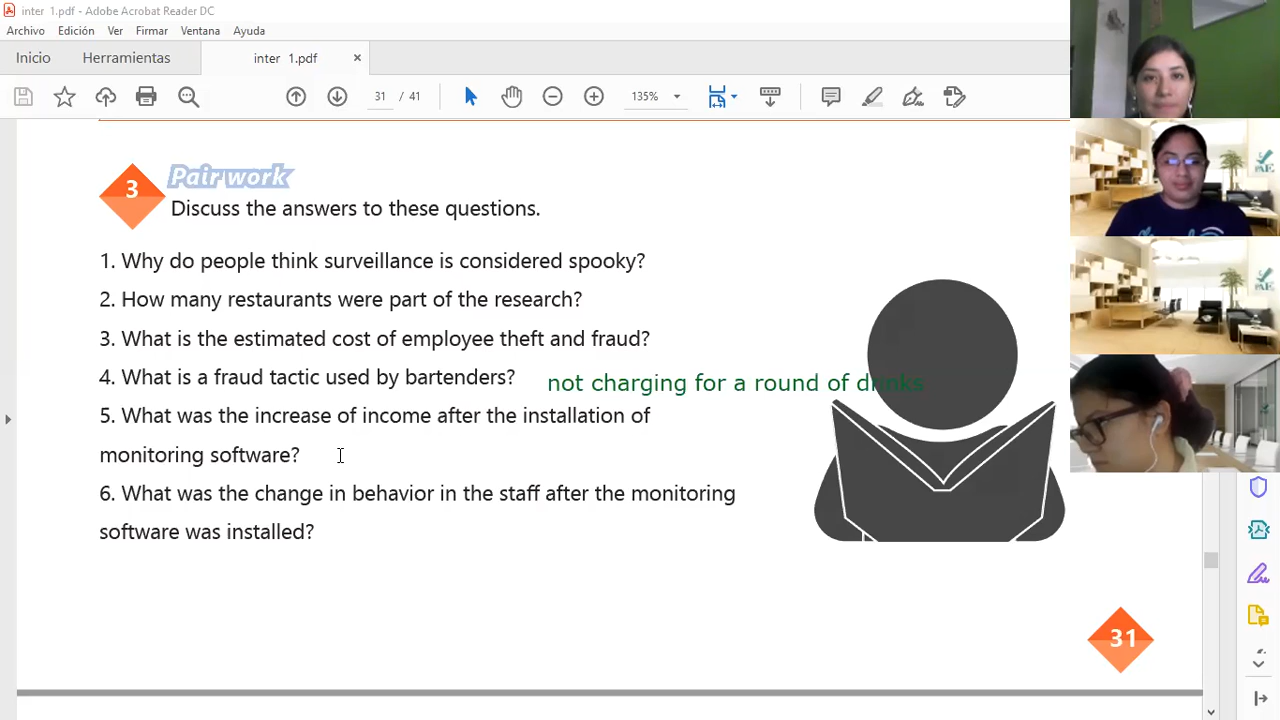 inter 1.pdf - Adobe Acrobat Reader DC
Archivo Edición Ver Firmar Ventana Ayuda
Inicio Herramientas inter 1.pdf ×
31 / 41 135%
3
Pair work
Discuss the answers to these questions.
1. Why do people think surveillance is considered spooky?
2. How many restaurants were part of the research?
3. What is the estimated cost of employee theft and fraud?
4. What is a fraud tactic used by bartenders? not charging for a round of drinks
5. What was the increase of income after the installation of
monitoring software?
6. What was the change in behavior in the staff after the monitoring
software was installed?
31